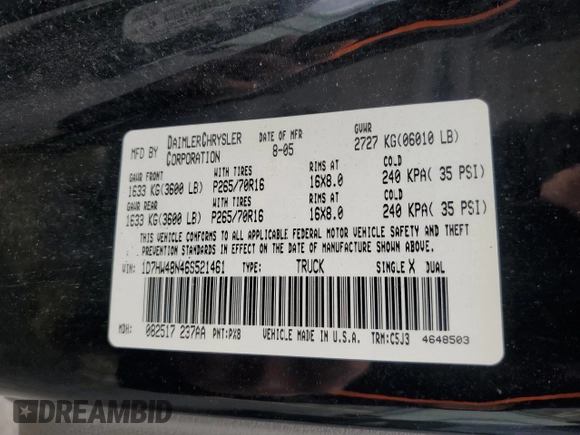 MFD BY DAIMLERCHRYSLER CORPORATION DATE OF MFR 8-05 GVWR 2727 KG(06010 LB)
GAWR FRONT WITH TIRES RIMS AT COLD
1633 KG(3600 LB) P265/70R16 16X8.0 240 KPA( 35 PSI)
GAWR REAR WITH TIRES RIMS AT COLD
1633 KG(3600 LB) P265/70R16 16X8.0 240 KPA( 35 PSI)
THIS VEHICLE CONFORMS TO ALL APPLICABLE FEDERAL MOTOR VEHICLE SAFETY AND THEFT
PREVENTION STANDARDS IN EFFECT ON THE DATE OF MANUFACTURE SHOWN ABOVE.
VIN: 1D7HW48N46S521461 TYPE: TRUCK SINGLE X DUAL
MDH: 082517 237AA PNT:PX8 VEHICLE MADE IN U.S.A. TRM:C5J3 4648503
DREAMBID